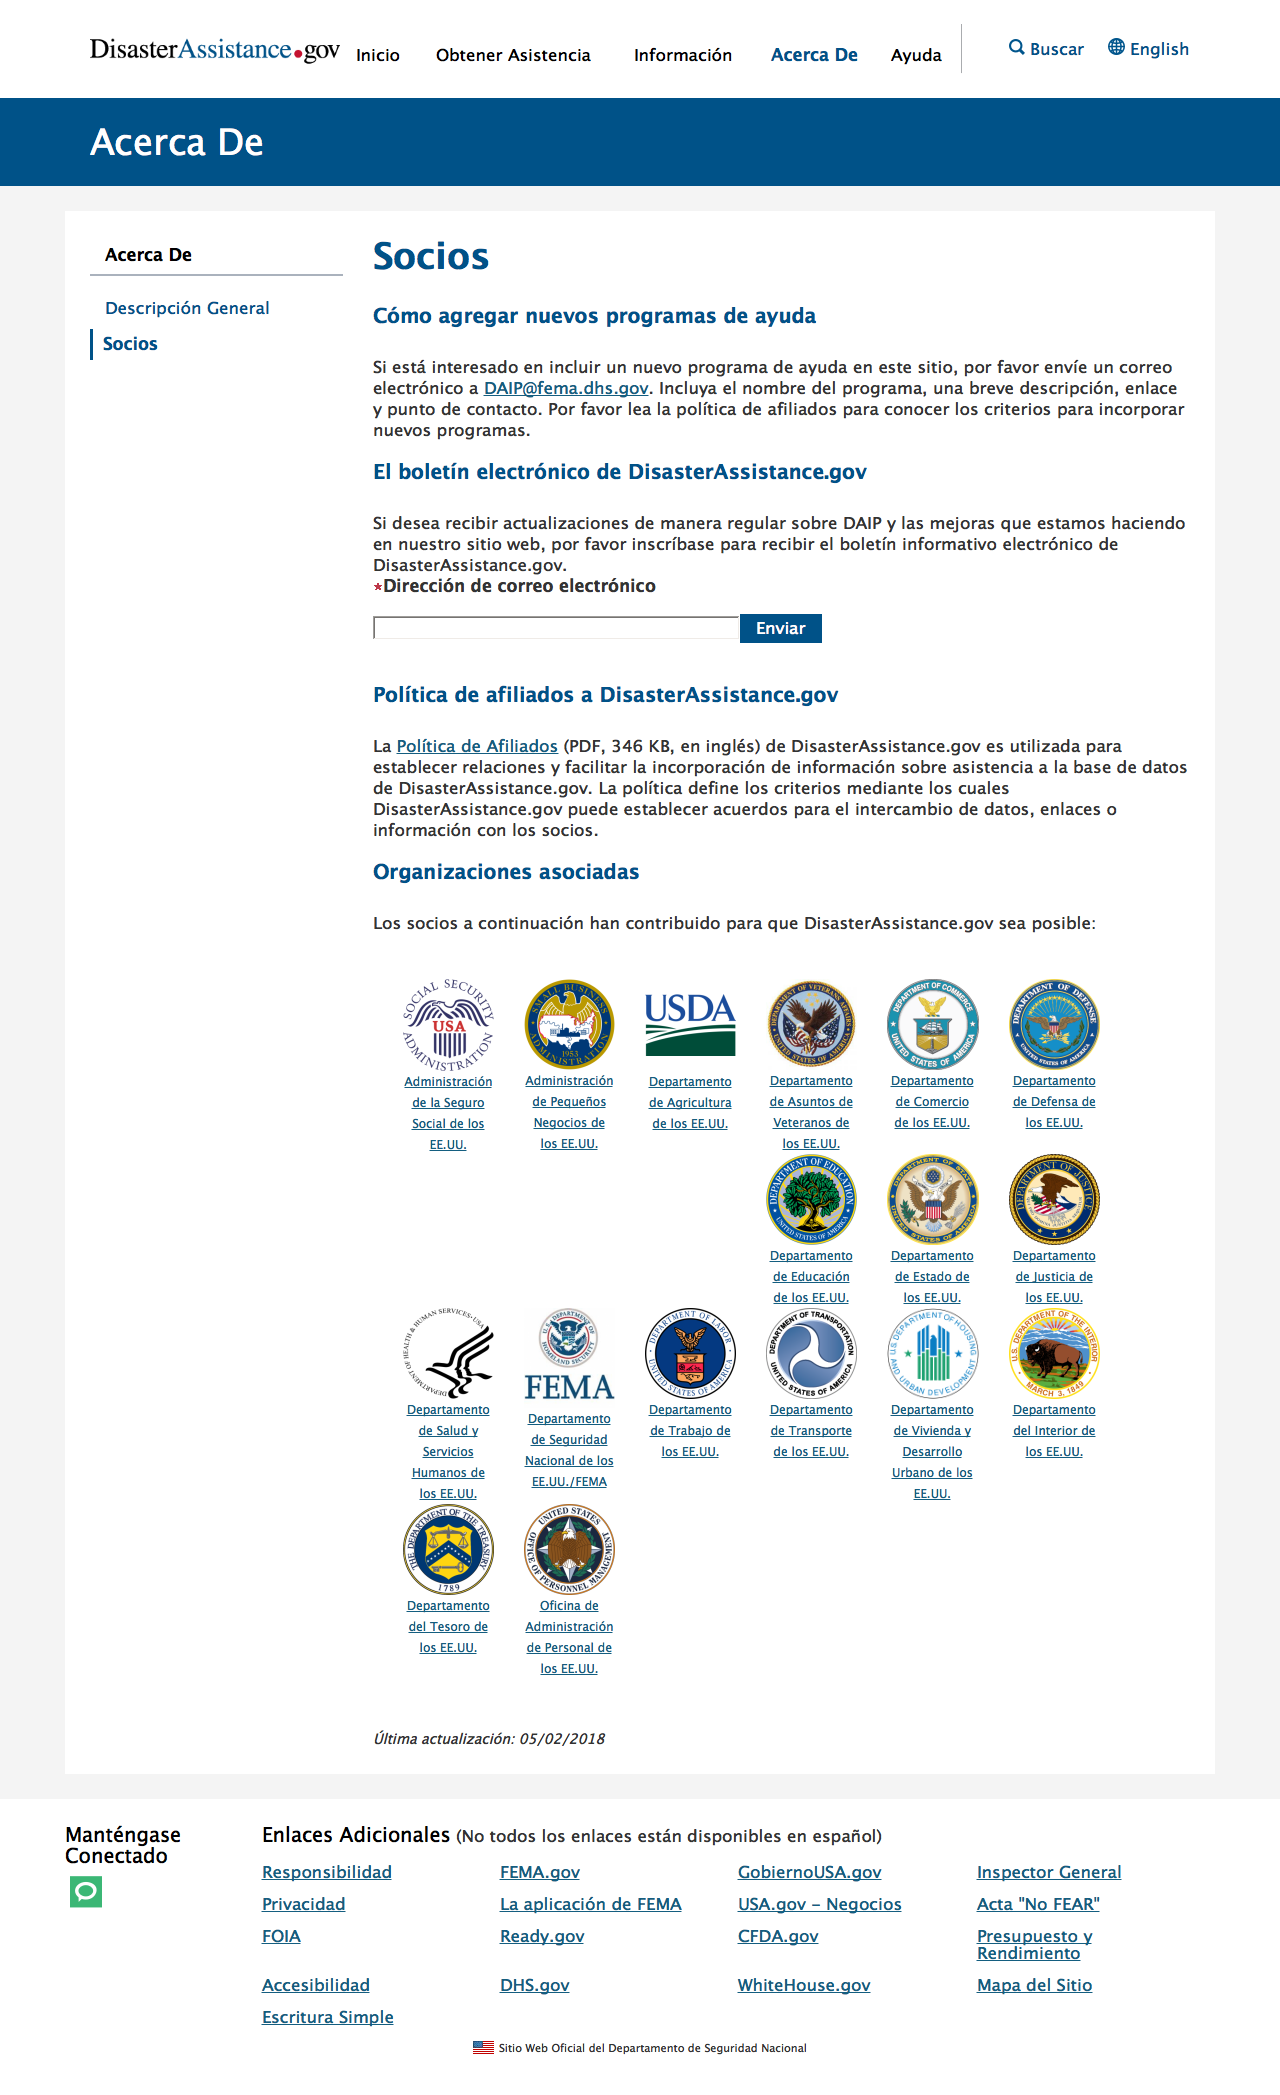 DisasterAssistance.gov
Inicio
Obtener Asistencia
Información
Acerca De
Ayuda
Buscar
English
Acerca De
Acerca De
Descripción General
Socios
Socios
Cómo agregar nuevos programas de ayuda
Si está interesado en incluir un nuevo programa de ayuda en este sitio, por favor envíe un correo
electrónico a DAIP@fema.dhs.gov. Incluya el nombre del programa, una breve descripción, enlace
y punto de contacto. Por favor lea la política de afiliados para conocer los criterios para incorporar
nuevos programas.
El boletín electrónico de DisasterAssistance.gov
Si desea recibir actualizaciones de manera regular sobre DAIP y las mejoras que estamos haciendo
en nuestro sitio web, por favor inscríbase para recibir el boletín informativo electrónico de
DisasterAssistance.gov.
*Dirección de correo electrónico
Enviar
Política de afiliados a DisasterAssistance.gov
La Política de Afiliados (PDF, 346 KB, en inglés) de DisasterAssistance.gov es utilizada para
establecer relaciones y facilitar la incorporación de información sobre asistencia a la base de datos
de DisasterAssistance.gov. La política define los criterios mediante los cuales
DisasterAssistance.gov puede establecer acuerdos para el intercambio de datos, enlaces o
información con los socios.
Organizaciones asociadas
Los socios a continuación han contribuido para que DisasterAssistance.gov sea posible:
SOCIAL SECURITY ADMINISTRATION
USA
Administración
de la Seguro
Social de los
EE.UU.
SMALL BUSINESS ADMINISTRATION
1953
Administración
de Pequeños
Negocios de
los EE.UU.
USDA
Departamento
de Agricultura
de los EE.UU.
DEPARTMENT OF VETERANS AFFAIRS
UNITED STATES OF AMERICA
Departamento
de Asuntos de
Veteranos de
los EE.UU.
DEPARTMENT OF COMMERCE
UNITED STATES OF AMERICA
Departamento
de Comercio
de los EE.UU.
DEPARTMENT OF DEFENSE
UNITED STATES OF AMERICA
Departamento
de Defensa de
los EE.UU.
DEPARTMENT OF EDUCATION
UNITED STATES OF AMERICA
Departamento
de Educación
de los EE.UU.
DEPARTMENT OF STATE
UNITED STATES OF AMERICA
Departamento
de Estado de
los EE.UU.
DEPARTMENT OF JUSTICE
Departamento
de Justicia de
los EE.UU.
DEPARTMENT OF HEALTH & HUMAN SERVICES • USA
Departamento
de Salud y
Servicios
Humanos de
los EE.UU.
U.S. DEPARTMENT OF
HOMELAND SECURITY
FEMA
Departamento
de Seguridad
Nacional de los
EE.UU./FEMA
DEPARTMENT OF LABOR
UNITED STATES OF AMERICA
Departamento
de Trabajo de
los EE.UU.
DEPARTMENT OF TRANSPORTATION
UNITED STATES OF AMERICA
Departamento
de Transporte
de los EE.UU.
U.S. DEPARTMENT OF HOUSING
AND URBAN DEVELOPMENT
Departamento
de Vivienda y
Desarrollo
Urbano de los
EE.UU.
U.S. DEPARTMENT OF THE INTERIOR
MARCH 3, 1849
Departamento
del Interior de
los EE.UU.
THE DEPARTMENT OF THE TREASURY
1789
Departamento
del Tesoro de
los EE.UU.
UNITED STATES
OFFICE OF PERSONNEL MANAGEMENT
Oficina de
Administración
de Personal de
los EE.UU.
Última actualización: 05/02/2018
Manténgase
Conectado
Enlaces Adicionales (No todos los enlaces están disponibles en español)
Responsibilidad
FEMA.gov
GobiernoUSA.gov
Inspector General
Privacidad
La aplicación de FEMA
USA.gov – Negocios
Acta "No FEAR"
FOIA
Ready.gov
CFDA.gov
Presupuesto y
Rendimiento
Accesibilidad
DHS.gov
WhiteHouse.gov
Mapa del Sitio
Escritura Simple
Sitio Web Oficial del Departamento de Seguridad Nacional